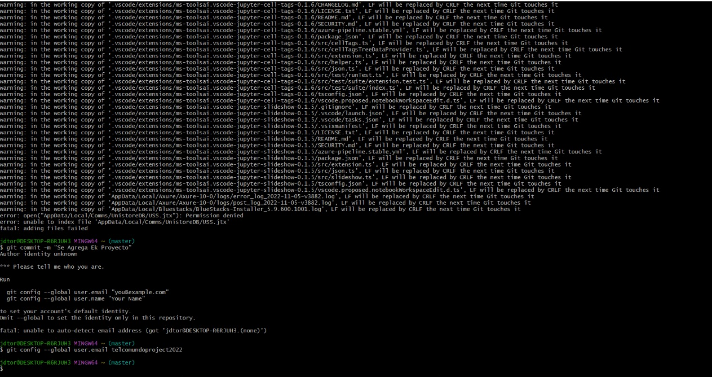 warning: in the working copy of '.vscode/extensions/ms-toolsai.vscode-jupyter-cell-tags-0.1.6/CHANGELOG.md', LF will be replaced by CRLF the next time Git touches it
warning: in the working copy of '.vscode/extensions/ms-toolsai.vscode-jupyter-cell-tags-0.1.6/LICENSE.txt', LF will be replaced by CRLF the next time Git touches it
warning: in the working copy of '.vscode/extensions/ms-toolsai.vscode-jupyter-cell-tags-0.1.6/README.md', LF will be replaced by CRLF the next time Git touches it
warning: in the working copy of '.vscode/extensions/ms-toolsai.vscode-jupyter-cell-tags-0.1.6/SECURITY.md', LF will be replaced by CRLF the next time Git touches it
warning: in the working copy of '.vscode/extensions/ms-toolsai.vscode-jupyter-cell-tags-0.1.6/azure-pipeline.stable.yml', LF will be replaced by CRLF the next time Git touches it
warning: in the working copy of '.vscode/extensions/ms-toolsai.vscode-jupyter-cell-tags-0.1.6/package.json', LF will be replaced by CRLF the next time Git touches it
warning: in the working copy of '.vscode/extensions/ms-toolsai.vscode-jupyter-cell-tags-0.1.6/src/cellTags.ts', LF will be replaced by CRLF the next time Git touches it
warning: in the working copy of '.vscode/extensions/ms-toolsai.vscode-jupyter-cell-tags-0.1.6/src/cellTagsTreeDataProvider.ts', LF will be replaced by CRLF the next time Git touches it
warning: in the working copy of '.vscode/extensions/ms-toolsai.vscode-jupyter-cell-tags-0.1.6/src/extension.ts', LF will be replaced by CRLF the next time Git touches it
warning: in the working copy of '.vscode/extensions/ms-toolsai.vscode-jupyter-cell-tags-0.1.6/src/helper.ts', LF will be replaced by CRLF the next time Git touches it
warning: in the working copy of '.vscode/extensions/ms-toolsai.vscode-jupyter-cell-tags-0.1.6/src/json.ts', LF will be replaced by CRLF the next time Git touches it
warning: in the working copy of '.vscode/extensions/ms-toolsai.vscode-jupyter-cell-tags-0.1.6/src/test/runTest.ts', LF will be replaced by CRLF the next time Git touches it
warning: in the working copy of '.vscode/extensions/ms-toolsai.vscode-jupyter-cell-tags-0.1.6/src/test/suite/extension.test.ts', LF will be replaced by CRLF the next time Git touches it
warning: in the working copy of '.vscode/extensions/ms-toolsai.vscode-jupyter-cell-tags-0.1.6/src/test/suite/index.ts', LF will be replaced by CRLF the next time Git touches it
warning: in the working copy of '.vscode/extensions/ms-toolsai.vscode-jupyter-cell-tags-0.1.6/tsconfig.json', LF will be replaced by CRLF the next time Git touches it
warning: in the working copy of '.vscode/extensions/ms-toolsai.vscode-jupyter-cell-tags-0.1.6/vscode.proposed.notebookWorkspaceEdit.d.ts', LF will be replaced by CRLF the next time Git touches it
warning: in the working copy of '.vscode/extensions/ms-toolsai.vscode-jupyter-slideshow-0.1.5/.gitignore', LF will be replaced by CRLF the next time Git touches it
warning: in the working copy of '.vscode/extensions/ms-toolsai.vscode-jupyter-slideshow-0.1.5/.vscode/launch.json', LF will be replaced by CRLF the next time Git touches it
warning: in the working copy of '.vscode/extensions/ms-toolsai.vscode-jupyter-slideshow-0.1.5/.vscode/tasks.json', LF will be replaced by CRLF the next time Git touches it
warning: in the working copy of '.vscode/extensions/ms-toolsai.vscode-jupyter-slideshow-0.1.5/.vsixmanifest', LF will be replaced by CRLF the next time Git touches it
warning: in the working copy of '.vscode/extensions/ms-toolsai.vscode-jupyter-slideshow-0.1.5/LICENSE.txt', LF will be replaced by CRLF the next time Git touches it
warning: in the working copy of '.vscode/extensions/ms-toolsai.vscode-jupyter-slideshow-0.1.5/README.md', LF will be replaced by CRLF the next time Git touches it
warning: in the working copy of '.vscode/extensions/ms-toolsai.vscode-jupyter-slideshow-0.1.5/SECURITY.md', LF will be replaced by CRLF the next time Git touches it
warning: in the working copy of '.vscode/extensions/ms-toolsai.vscode-jupyter-slideshow-0.1.5/azure-pipeline.stable.yml', LF will be replaced by CRLF the next time Git touches it
warning: in the working copy of '.vscode/extensions/ms-toolsai.vscode-jupyter-slideshow-0.1.5/package.json', LF will be replaced by CRLF the next time Git touches it
warning: in the working copy of '.vscode/extensions/ms-toolsai.vscode-jupyter-slideshow-0.1.5/src/extension.ts', LF will be replaced by CRLF the next time Git touches it
warning: in the working copy of '.vscode/extensions/ms-toolsai.vscode-jupyter-slideshow-0.1.5/src/json.ts', LF will be replaced by CRLF the next time Git touches it
warning: in the working copy of '.vscode/extensions/ms-toolsai.vscode-jupyter-slideshow-0.1.5/src/slideshow.ts', LF will be replaced by CRLF the next time Git touches it
warning: in the working copy of '.vscode/extensions/ms-toolsai.vscode-jupyter-slideshow-0.1.5/tsconfig.json', LF will be replaced by CRLF the next time Git touches it
warning: in the working copy of '.vscode/extensions/ms-toolsai.vscode-jupyter-slideshow-0.1.5/vscode.proposed.notebookWorkspaceEdit.d.ts', LF will be replaced by CRLF the next time Git touches it
warning: in the working copy of 'AppData/Local/Axure/Axure-10-0/logs/error_log_2022-11-05-v3882.log', LF will be replaced by CRLF the next time Git touches it
warning: in the working copy of 'AppData/Local/Axure/Axure-10-0/logs/post_log_2022-11-05-v3882.log', LF will be replaced by CRLF the next time Git touches it
warning: in the working copy of 'AppData/Local/BlueStacks/BlueStacks-Installer_5.9.600.1001.log', LF will be replaced by CRLF the next time Git touches it
error: open("AppData/Local/Comms/UnistoreDB/USS.jtx"): Permission denied
error: unable to index file 'AppData/Local/Comms/UnistoreDB/USS.jtx'
fatal: adding files failed
jdtor@DESKTOP-R6RJUH3 MINGW64 ~ (master)
$ git commit -m "Se Agrega Ek Proyecto"
Author identity unknown
*** Please tell me who you are.
Run
git config --global user.email "you@example.com"
git config --global user.name "Your Name"
to set your account's default identity.
Omit --global to set the identity only in this repository.
fatal: unable to auto-detect email address (got 'jdtor@DESKTOP-R6RJUH3.(none)')
jdtor@DESKTOP-R6RJUH3 MINGW64 ~ (master)
$ git config --global user.email telcomundoproject2022
jdtor@DESKTOP-R6RJUH3 MINGW64 ~ (master)
$